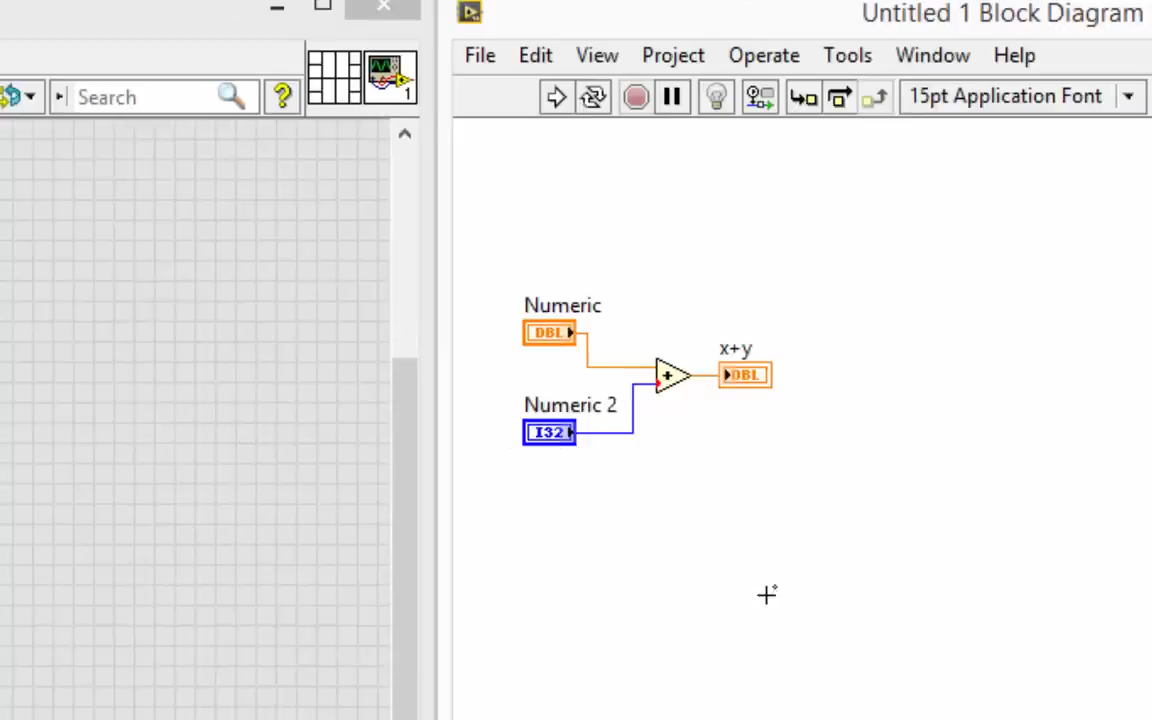 Untitled 1 Block Diagram
File Edit View Project Operate Tools Window Help
Search
?
1
15pt Application Font
Numeric
DBL
x+y
+
DBL
Numeric 2
I32